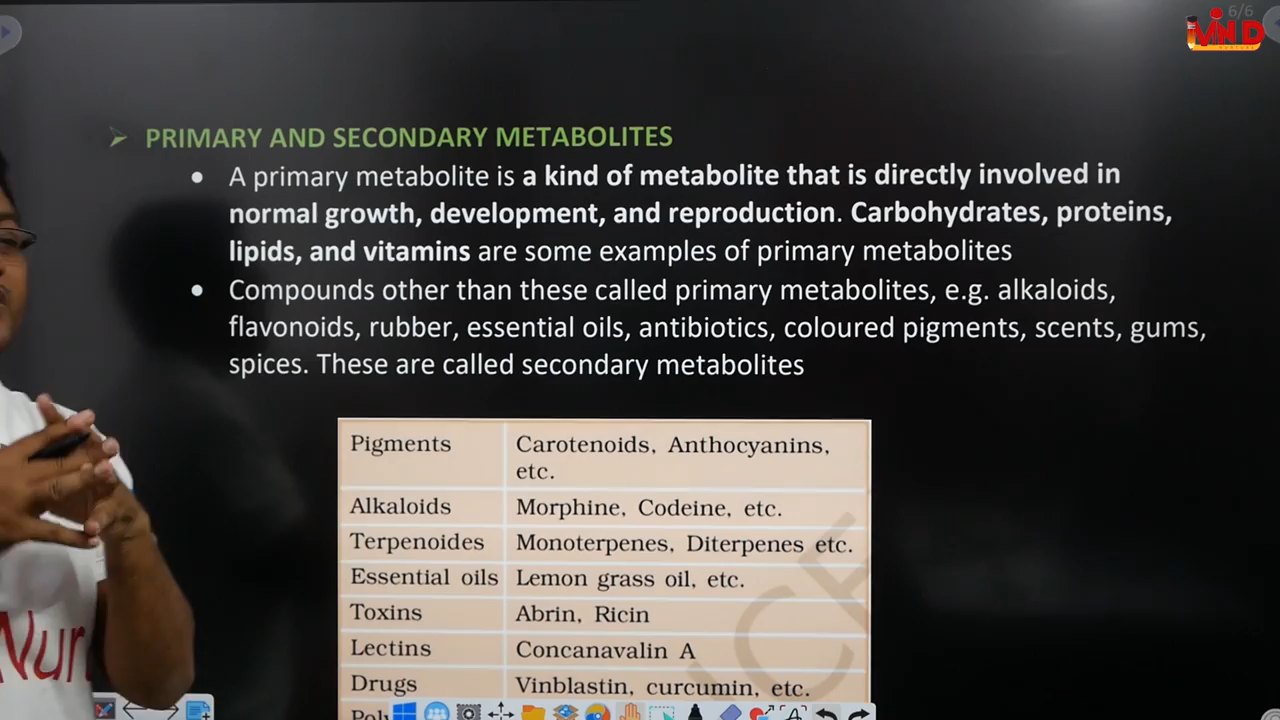 6/6
ViN D
➢ PRIMARY AND SECONDARY METABOLITES
• A primary metabolite is a kind of metabolite that is directly involved in
normal growth, development, and reproduction. Carbohydrates, proteins,
lipids, and vitamins are some examples of primary metabolites
• Compounds other than these called primary metabolites, e.g. alkaloids,
flavonoids, rubber, essential oils, antibiotics, coloured pigments, scents, gums,
spices. These are called secondary metabolites
Pigments Carotenoids, Anthocyanins,
etc.
Alkaloids Morphine, Codeine, etc.
Terpenoides Monoterpenes, Diterpenes etc.
Essential oils Lemon grass oil, etc.
Toxins Abrin, Ricin
Lectins Concanavalin A
Drugs Vinblastin, curcumin, etc.
Nur